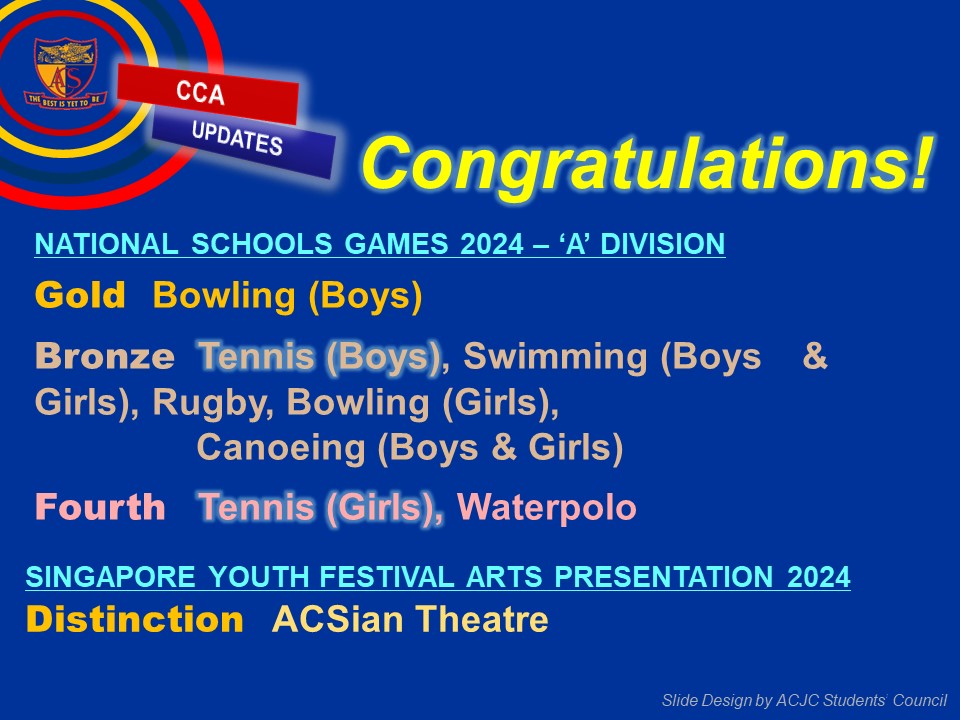 ACS
THE BEST IS YET TO BE
CCA
UPDATES
Congratulations!
NATIONAL SCHOOLS GAMES 2024 – ‘A’ DIVISION
Gold Bowling (Boys)
Bronze Tennis (Boys), Swimming (Boys &
Girls), Rugby, Bowling (Girls),
Canoeing (Boys & Girls)
Fourth Tennis (Girls), Waterpolo
SINGAPORE YOUTH FESTIVAL ARTS PRESENTATION 2024
Distinction ACSian Theatre
Slide Design by ACJC Students’ Council